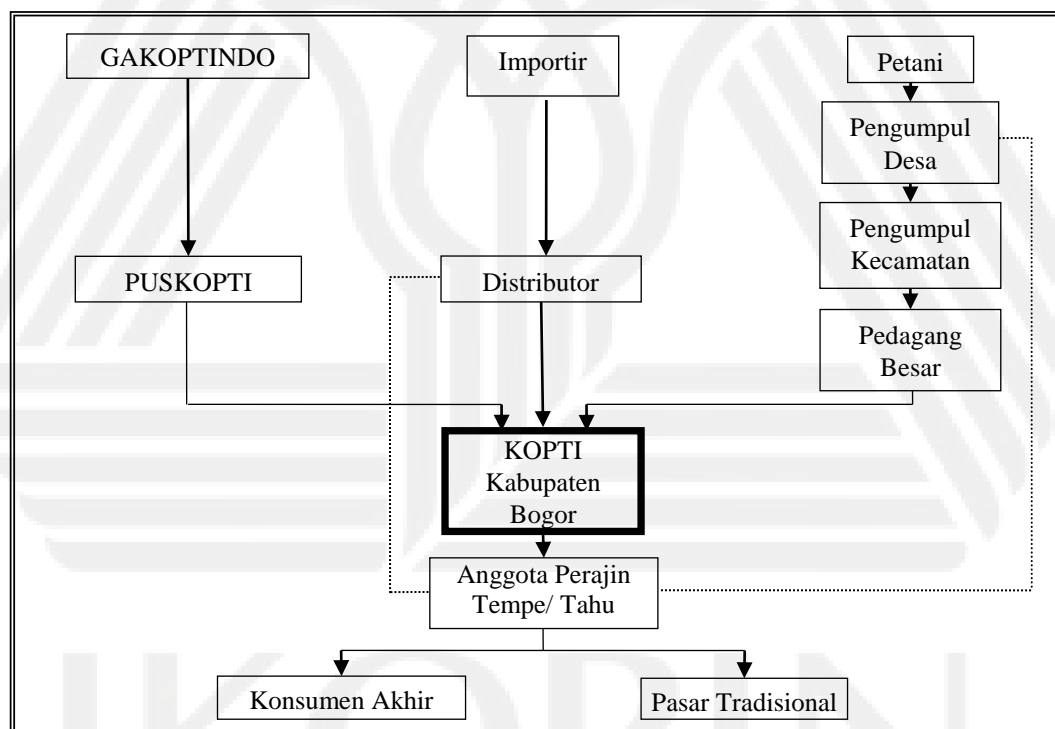 GAKOPTINDO
Importir
Petani
Pengumpul
Desa
Pengumpul
Kecamatan
PUSKOPTI
Distributor
Pedagang
Besar
KOPTI
Kabupaten
Bogor
Anggota Perajin
Tempe/ Tahu
Konsumen Akhir
Pasar Tradisional